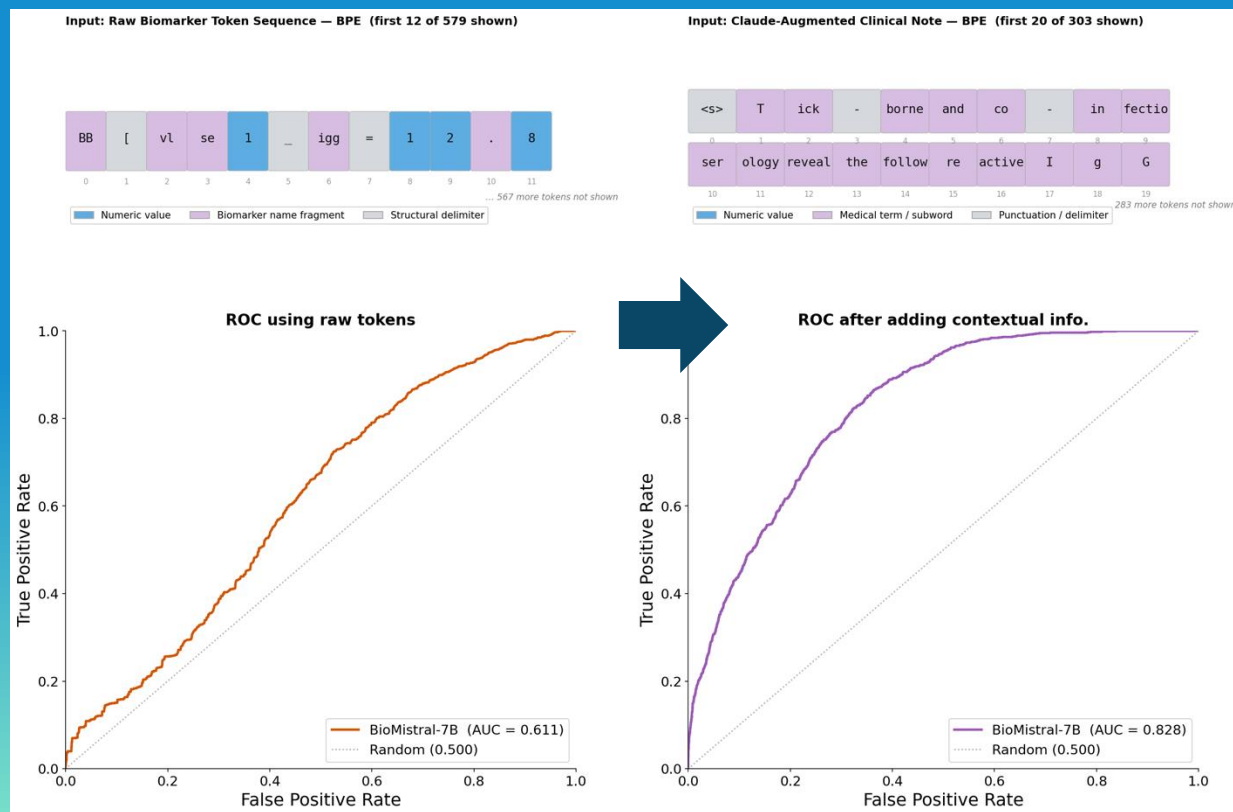 Input: Raw Biomarker Token Sequence — BPE (first 12 of 579 shown)
BB [ vl se 1 _ igg = 1 2 . 8
0 1 2 3 4 5 6 7 8 9 10 11
... 567 more tokens not shown
Numeric value Biomarker name fragment Structural delimiter
Input: Claude-Augmented Clinical Note — BPE (first 20 of 303 shown)
<s> T ick - borne and co - in fectio
0 1 2 3 4 5 6 7 8 9
ser ology reveal the follow re active I g G
10 11 12 13 14 15 16 17 18 19
283 more tokens not shown
Numeric value Medical term / subword Punctuation / delimiter
ROC using raw tokens
True Positive Rate
1.0
0.8
0.6
0.4
0.2
0.0
BioMistral-7B (AUC = 0.611)
Random (0.500)
0.0 0.2 0.4 0.6 0.8 1.0
False Positive Rate
ROC after adding contextual info.
True Positive Rate
0.8
0.6
0.4
0.2
0.0
BioMistral-7B (AUC = 0.828)
Random (0.500)
0.0 0.2 0.4 0.6 0.8 1.0
False Positive Rate